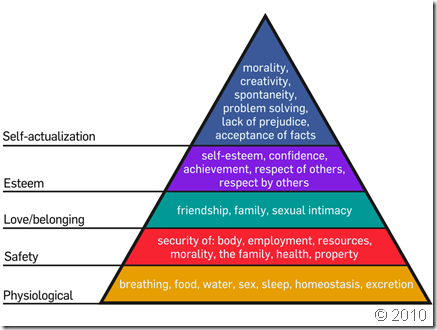 morality,
creativity,
spontaneity,
problem solving,
lack of prejudice,
acceptance of facts
Self-actualization
self-esteem, confidence,
achievement, respect of others,
respect by others
Esteem
friendship, family, sexual intimacy
Love/belonging
security of: body, employment, resources,
morality, the family, health, property
Safety
breathing, food, water, sex, sleep, homeostasis, excretion
Physiological
© 2010